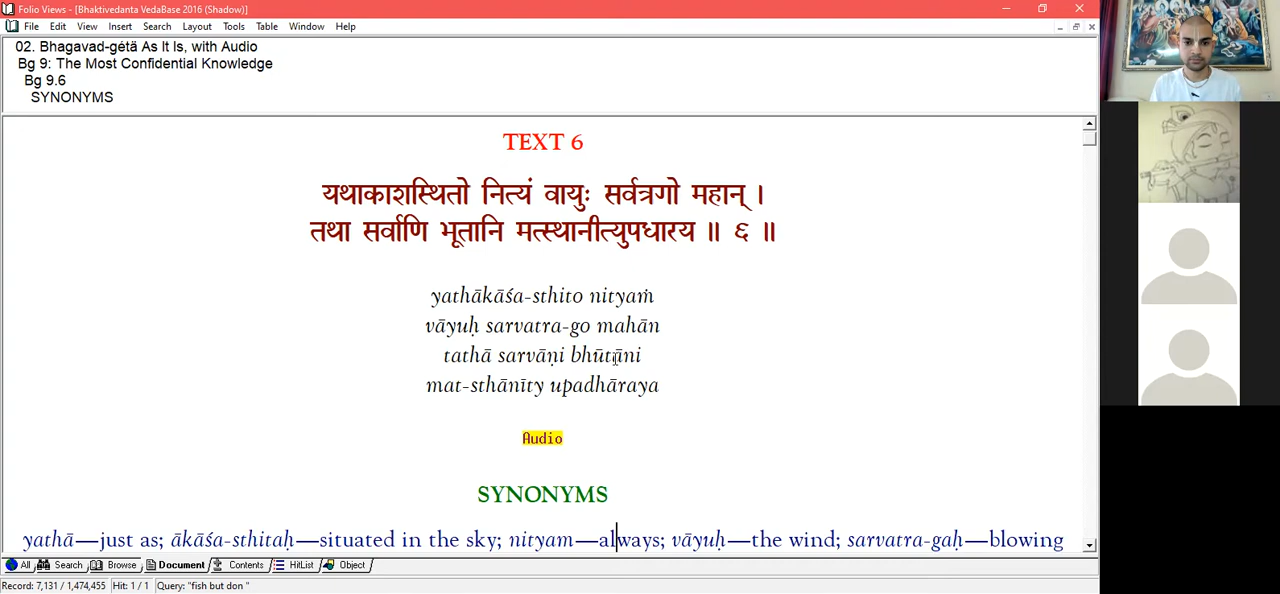 Folio Views - [Bhaktivedanta VedaBase 2016 (Shadow)]
File Edit View Insert Search Layout Tools Table Window Help
02. Bhagavad-gétä As It Is, with Audio
Bg 9: The Most Confidential Knowledge
Bg 9.6
SYNONYMS
TEXT 6
यथाकाशस्थितो नित्यं वायुः सर्वत्रगो महान् ।
तथा सर्वाणि भूतानि मत्स्थानीत्युपधारय ॥ ६ ॥
yathākāśa-sthito nityaṁ
vāyuḥ sarvatra-go mahān
tathā sarvāṇi bhūtāni
mat-sthānīty upadhāraya
Audio
SYNONYMS
yathā—just as; ākāśa-sthitaḥ—situated in the sky; nityam—always; vāyuḥ—the wind; sarvatra-gaḥ—blowing
All Search Browse Document Contents HitList Object
Record: 7,131 / 1,474,455 Hit: 1 / 1 Query: "fish but don "